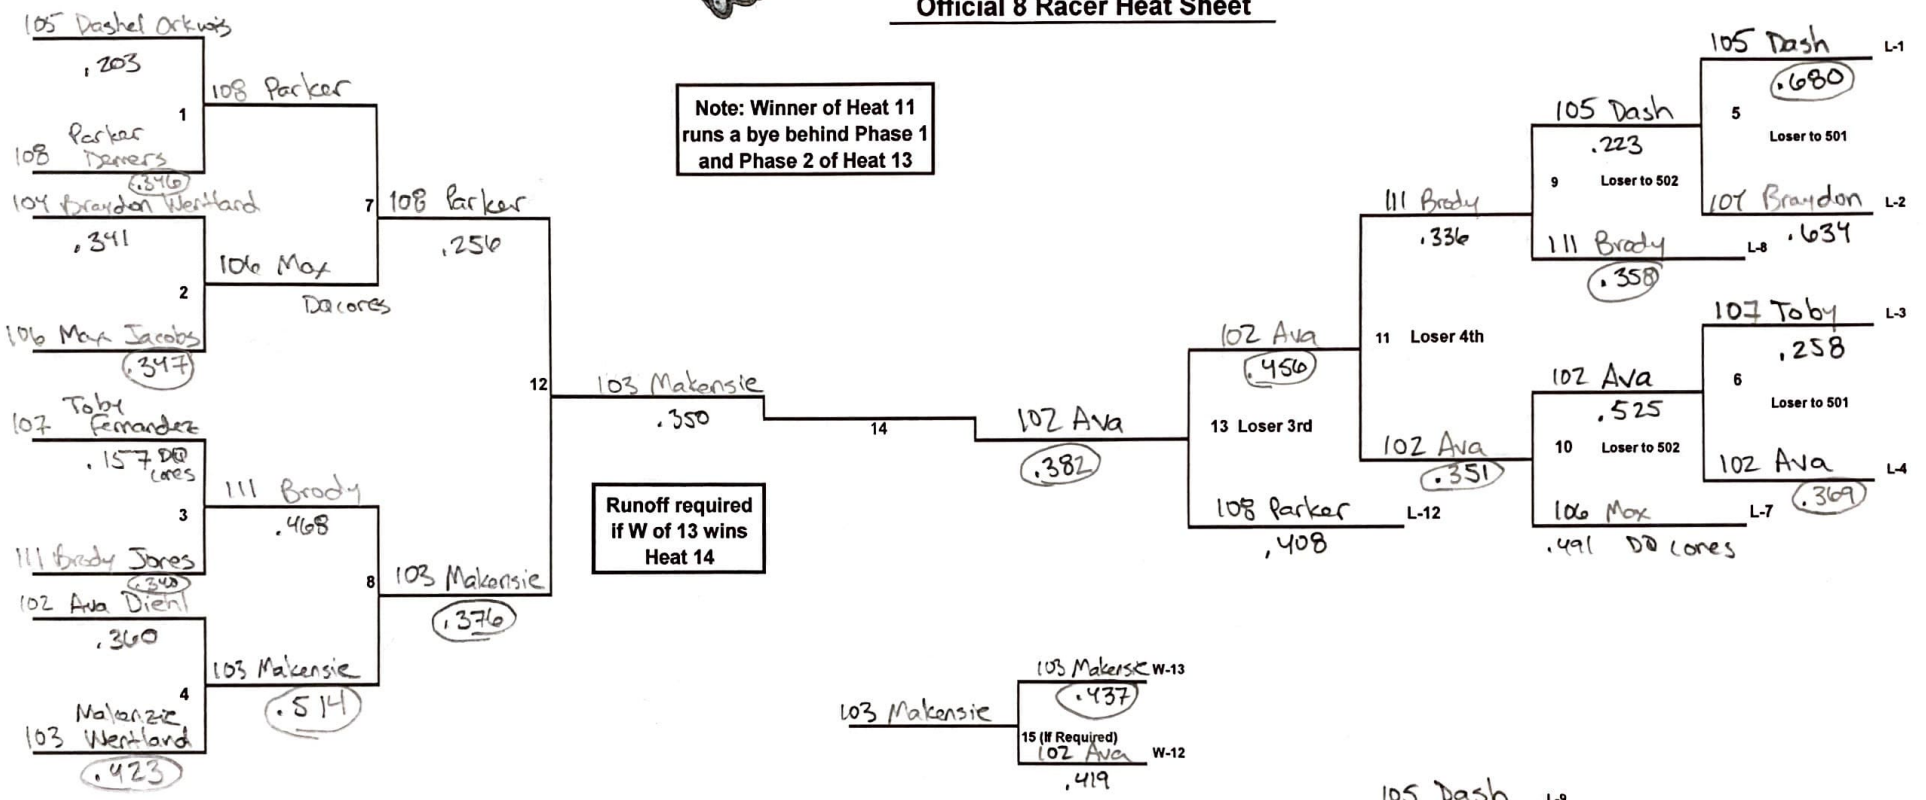 Official 8 Racer Heat Sheet
105 Dashel
.203
1
108 Parker Demers
.346
108 Parker
104 Braydon Wentland
.341
2
106 Max Jacobs
.347
106 Max
DQ cones
7
107 Toby Fernandez
.157 DQ cones
3
111 Brody Jones
.340
111 Brody
.468
102 Ava Diehl
.360
4
103 Makenzie Wentland
.423
103 Makensie
.514
8
108 Parker
.256
103 Makensie
.376
12
103 Makensie
.350
Note: Winner of Heat 11
runs a bye behind Phase 1
and Phase 2 of Heat 13
Runoff required
if W of 13 wins
Heat 14
14
102 Ava
.382
13 Loser 3rd
102 Ava
.456
108 Parker L-12
.408
11 Loser 4th
111 Brody
.336
102 Ava
.351
9 Loser to 502
105 Dash
.223
111 Brody L-8
.358
10 Loser to 502
102 Ava
.525
106 Max L-7
.491 DQ cones
5
Loser to 501
105 Dash L-1
.680
104 Braydon L-2
.634
6
Loser to 501
107 Toby L-3
.258
102 Ava L-4
.369
103 Makensie
103 Makensie W-13
.437
15 (If Required)
102 Ava W-12
.419
105 Dash L-9